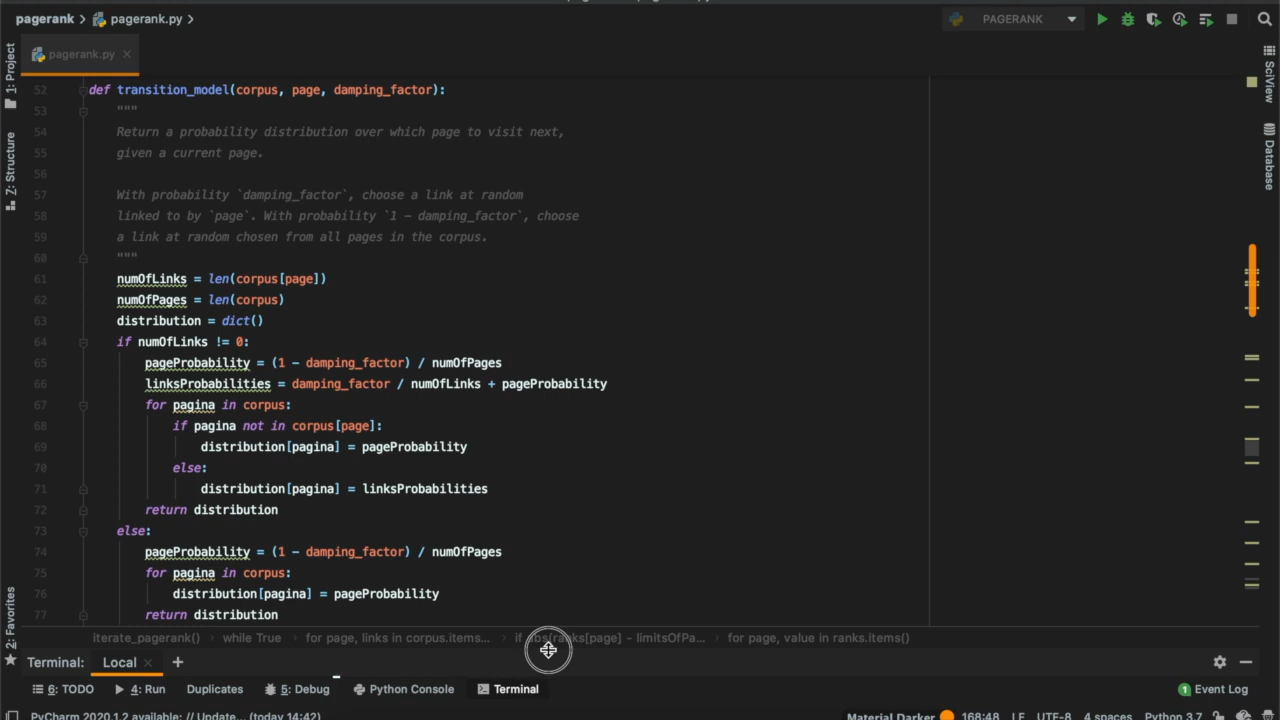 pagerank
pagerank.py
PAGERANK
pagerank.py
1: Project
Z: Structure
2: Favorites
SciView
Database
52 def transition_model(corpus, page, damping_factor):
53 """
54 Return a probability distribution over which page to visit next,
55 given a current page.
56
57 With probability `damping_factor`, choose a link at random
58 linked to by `page`. With probability `1 - damping_factor`, choose
59 a link at random chosen from all pages in the corpus.
60 """
61 numOfLinks = len(corpus[page])
62 numOfPages = len(corpus)
63 distribution = dict()
64 if numOfLinks != 0:
65 pageProbability = (1 - damping_factor) / numOfPages
66 linksProbabilities = damping_factor / numOfLinks + pageProbability
67 for pagina in corpus:
68 if pagina not in corpus[page]:
69 distribution[pagina] = pageProbability
70 else:
71 distribution[pagina] = linksProbabilities
72 return distribution
73 else:
74 pageProbability = (1 - damping_factor) / numOfPages
75 for pagina in corpus:
76 distribution[pagina] = pageProbability
77 return distribution
iterate_pagerank() while True for page, links in corpus.items... if abs(ranks[page] - limitsOfPa... for page, value in ranks.items()
Terminal: Local +
6: TODO 4: Run Duplicates 5: Debug Python Console Terminal 1 Event Log
PyCharm 2020.1.2 available: // Update... (today 14:42) Material Darker 168:48 LF UTF-8 4 spaces Python 3.7